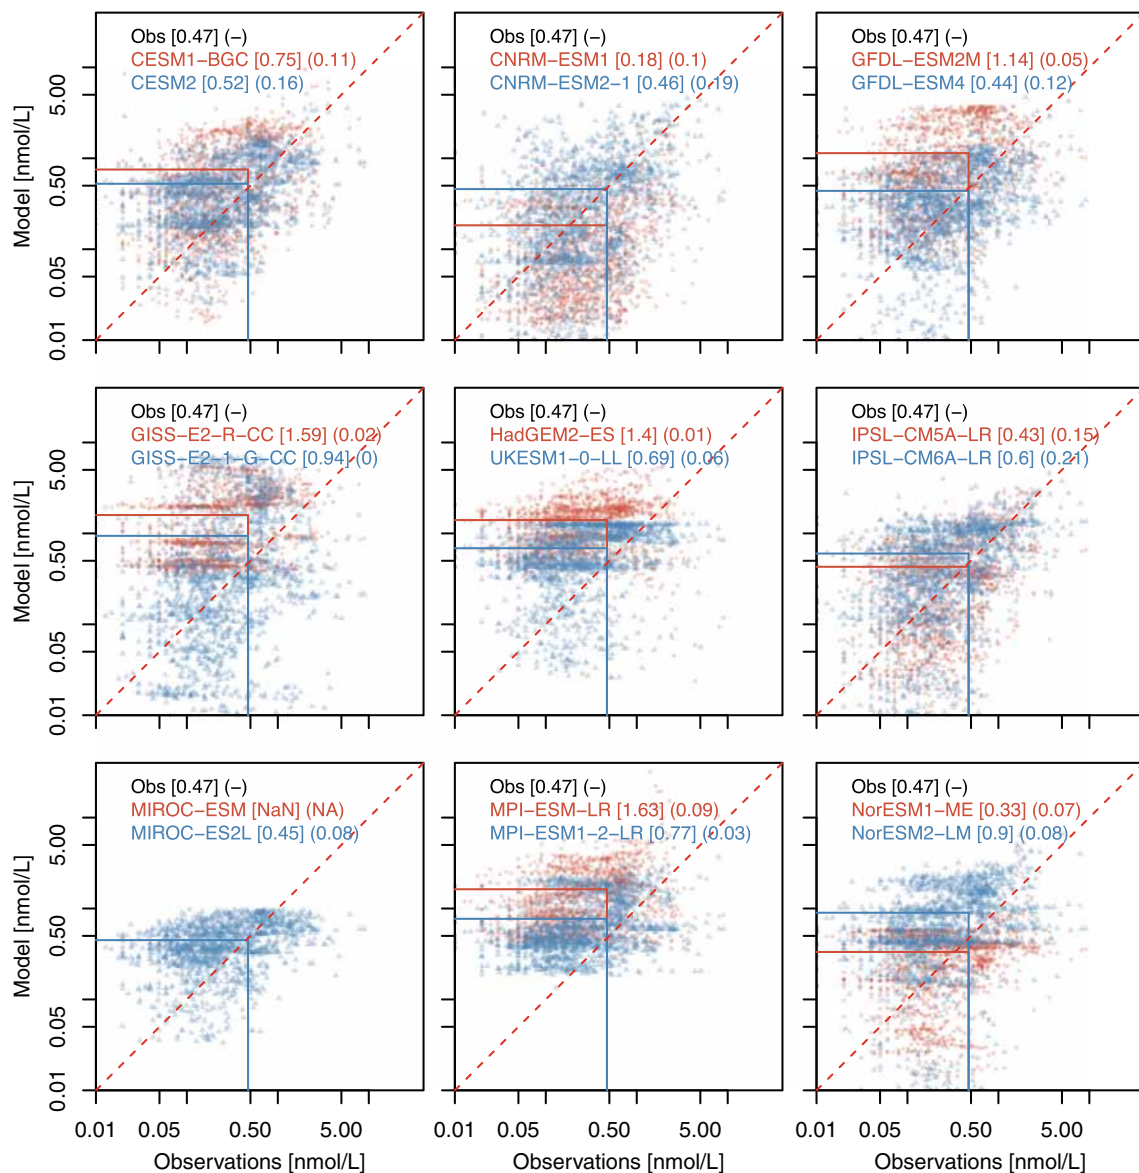 Obs [0.47] (−)
CESM1−BGC [0.75] (0.11)
CESM2 [0.52] (0.16)
Obs [0.47] (−)
CNRM−ESM1 [0.18] (0.1)
CNRM−ESM2−1 [0.46] (0.19)
Obs [0.47] (−)
GFDL−ESM2M [1.14] (0.05)
GFDL−ESM4 [0.44] (0.12)
Model [nmol/L]
5.00
0.50
0.05
0.01
0.01 0.05 0.50 5.00
0.01 0.05 0.50 5.00
0.01 0.05 0.50 5.00
Obs [0.47] (−)
GISS−E2−R−CC [1.59] (0.02)
GISS−E2−1−G−CC [0.94] (0)
Obs [0.47] (−)
HadGEM2−ES [1.4] (0.01)
UKESM1−0−LL [0.69] (0.06)
Obs [0.47] (−)
IPSL−CM5A−LR [0.43] (0.15)
IPSL−CM6A−LR [0.6] (0.21)
Model [nmol/L]
5.00
0.50
0.05
0.01
Obs [0.47] (−)
MIROC−ESM [NaN] (NA)
MIROC−ES2L [0.45] (0.08)
Obs [0.47] (−)
MPI−ESM−LR [1.63] (0.09)
MPI−ESM1−2−LR [0.77] (0.03)
Obs [0.47] (−)
NorESM1−ME [0.33] (0.07)
NorESM2−LM [0.9] (0.08)
Model [nmol/L]
5.00
0.50
0.05
0.01
Observations [nmol/L]
Observations [nmol/L]
Observations [nmol/L]